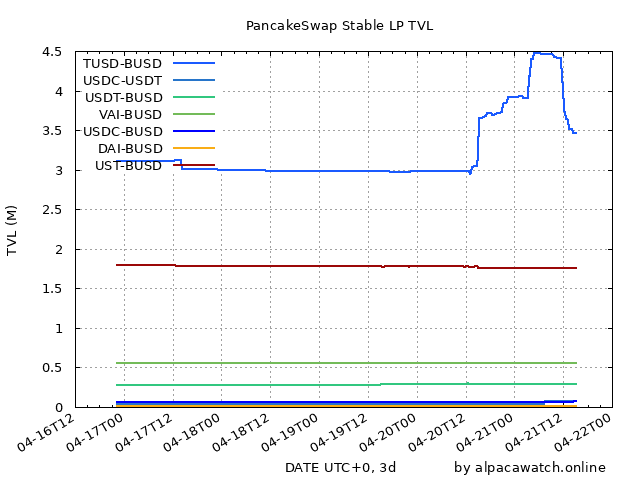 PancakeSwap Stable LP TVL
TUSD-BUSD
USDC-USDT
USDT-BUSD
VAI-BUSD
USDC-BUSD
DAI-BUSD
UST-BUSD
TVL (M)
4.5
4
3.5
3
2.5
2
1.5
1
0.5
0
04-16T12
04-17T00
04-17T12
04-18T00
04-18T12
04-19T00
04-19T12
04-20T00
04-20T12
04-21T00
04-21T12
04-22T00
DATE UTC+0, 3d
by alpacawatch.online